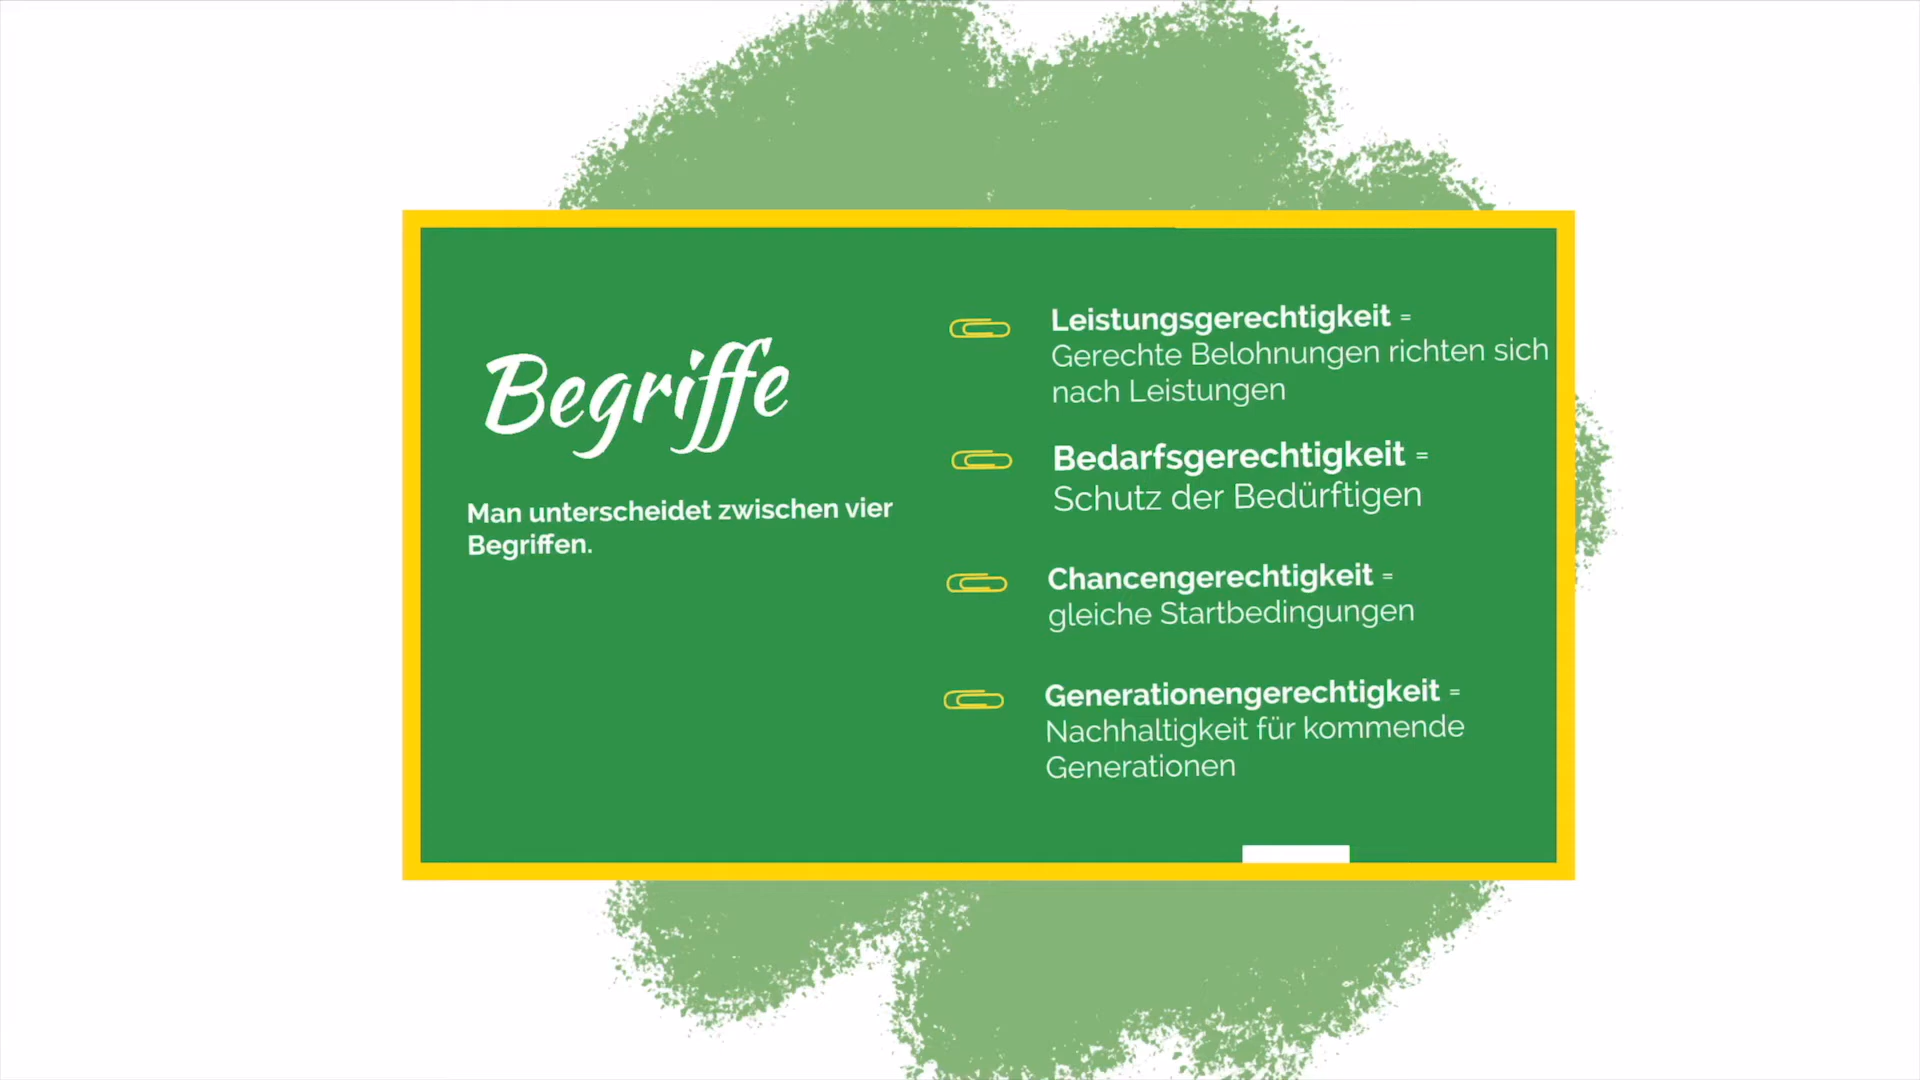 Begriffe
Man unterscheidet zwischen vier
Begriffen.
Leistungsgerechtigkeit =
Gerechte Belohnungen richten sich
nach Leistungen
Bedarfsgerechtigkeit =
Schutz der Bedürftigen
Chancengerechtigkeit =
gleiche Startbedingungen
Generationengerechtigkeit =
Nachhaltigkeit für kommende
Generationen